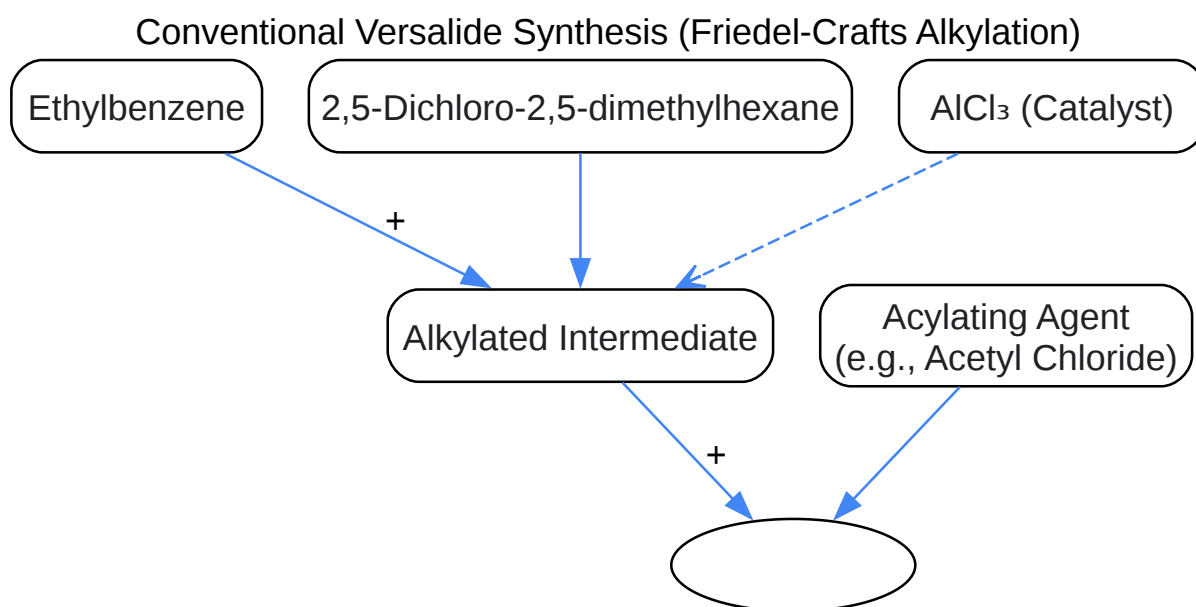 Conventional Versalide Synthesis (Friedel-Crafts Alkylation)
Ethylbenzene
2,5-Dichloro-2,5-dimethylhexane
AlCl₃ (Catalyst)
+
Alkylated Intermediate
Acylating Agent
(e.g., Acetyl Chloride)
+